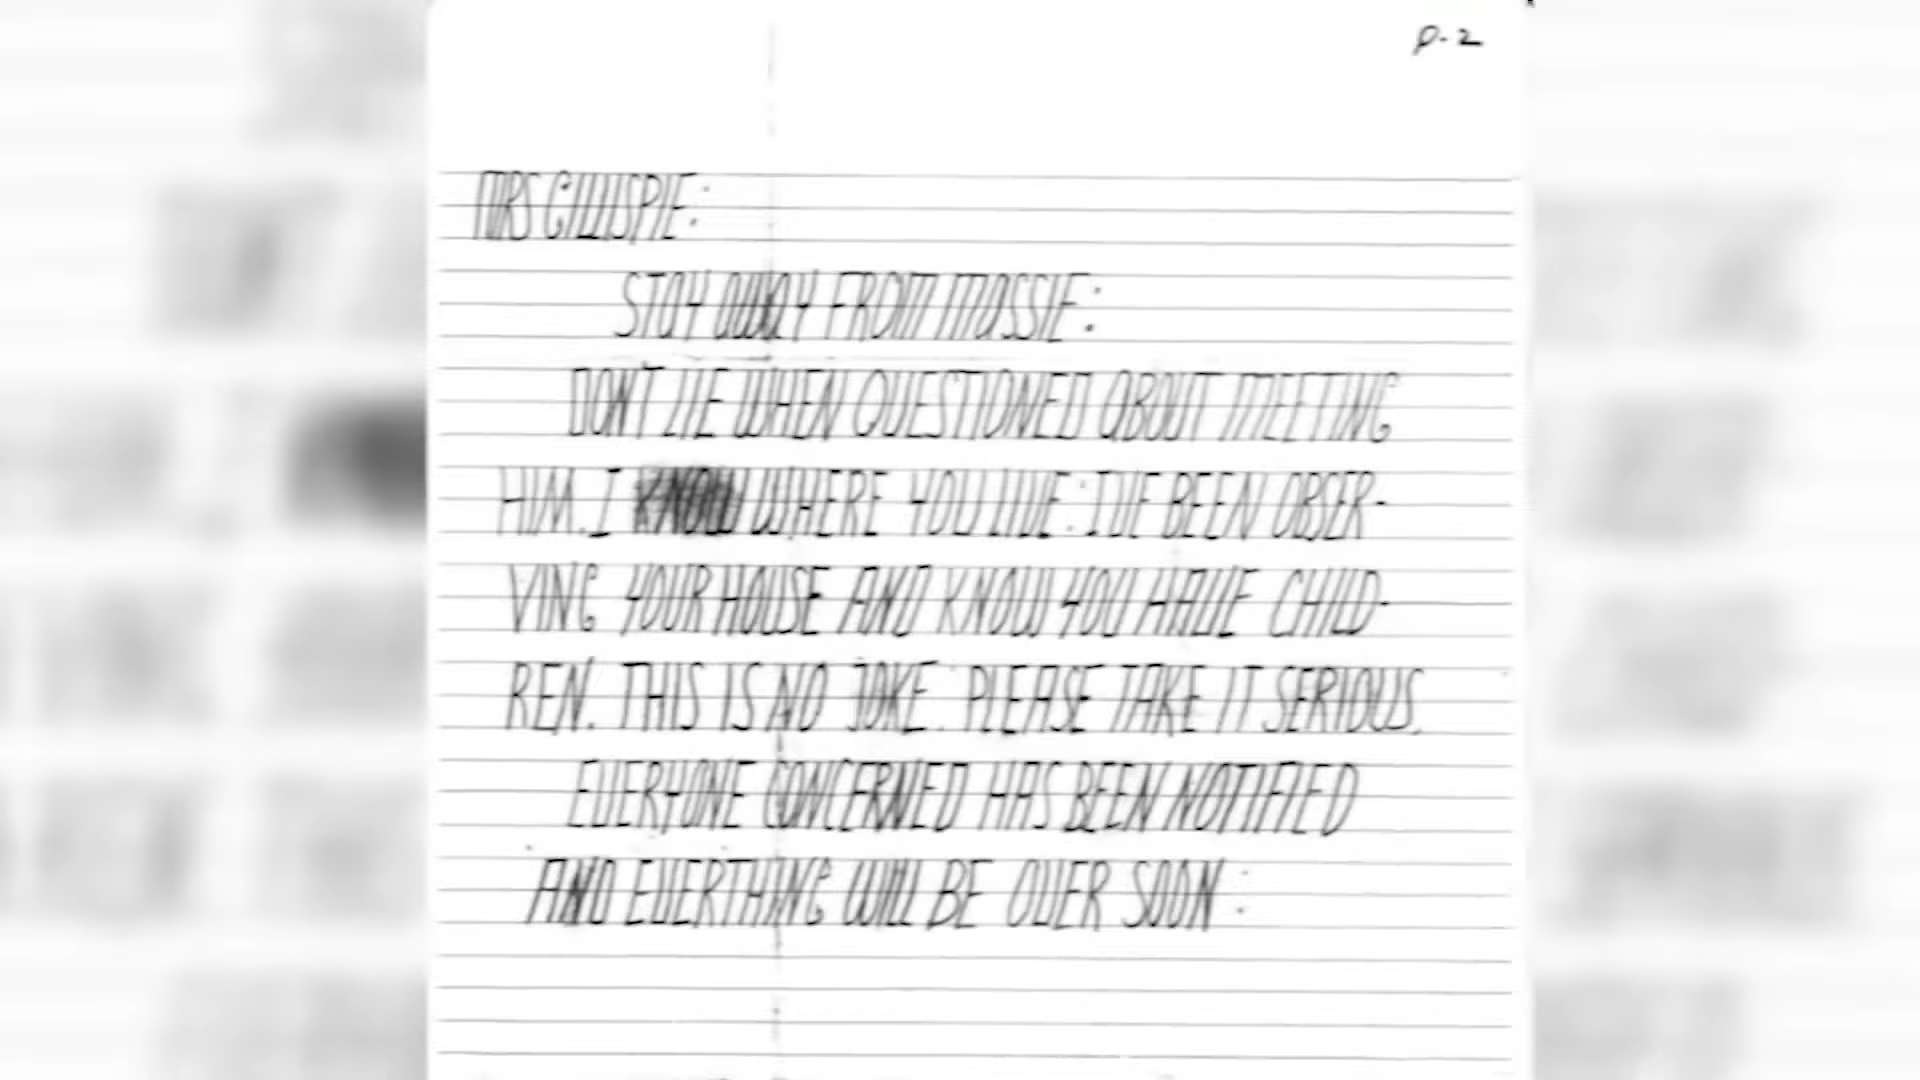 P-2
MRS GILLISPIE:
STAY AWAY FROM MASSIE:
DON'T LIE WHEN QUESTIONED ABOUT MEETING
HIM. I KNOW WHERE YOU LIVE: I'VE BEEN OBSER-
VING YOUR HOUSE AND KNOW YOU HAVE CHILD-
REN. THIS IS NO JOKE. PLEASE TAKE IT SERIOUS.
EVERYONE CONCERNED HAS BEEN NOTIFIED
AND EVERTHING WILL BE OVER SOON: